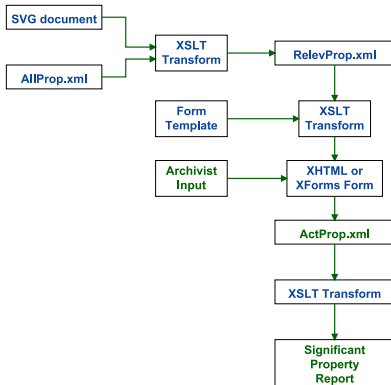 SVG document
XSLT
Transform
RelevProp.xml
AllProp.xml
Form
Template
XSLT
Transform
Archivist
Input
XHTML or
XForms Form
ActProp.xml
XSLT Transform
Significant
Property
Report